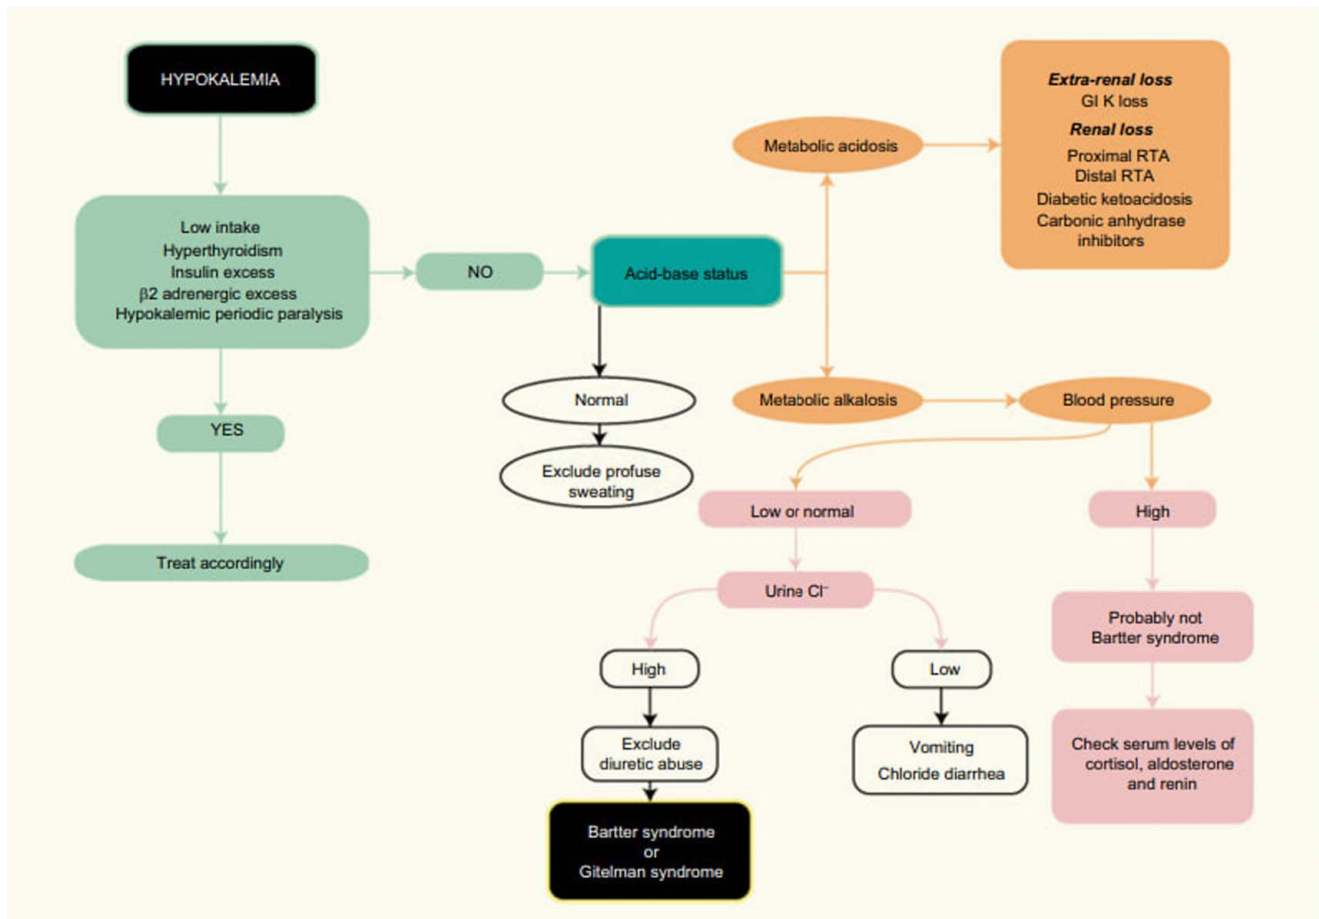 HYPOKALEMIA
Low intake
Hyperthyroidism
Insulin excess
β2 adrenergic excess
Hypokalemic periodic paralysis
NO
YES
Treat accordingly
Acid-base status
Normal
Exclude profuse
sweating
Metabolic acidosis
Extra-renal loss
GI K loss
Renal loss
Proximal RTA
Distal RTA
Diabetic ketoacidosis
Carbonic anhydrase
inhibitors
Metabolic alkalosis
Blood pressure
Low or normal
Urine Cl⁻
High
Exclude
diuretic abuse
Bartter syndrome
or
Gitelman syndrome
Low
Vomiting
Chloride diarrhea
High
Probably not
Bartter syndrome
Check serum levels of
cortisol, aldosterone
and renin